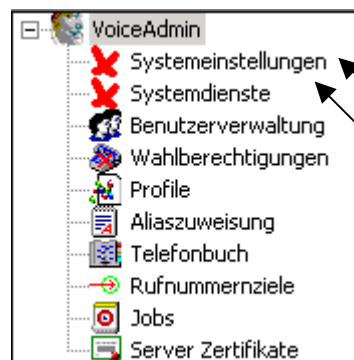 VoiceAdmin
Systemeinstellungen
Systemdienste
Benutzerverwaltung
Wahlberechtigungen
Profile
Aliaszuweisung
Telefonbuch
Rufnummernziele
Jobs
Server Zertifikate